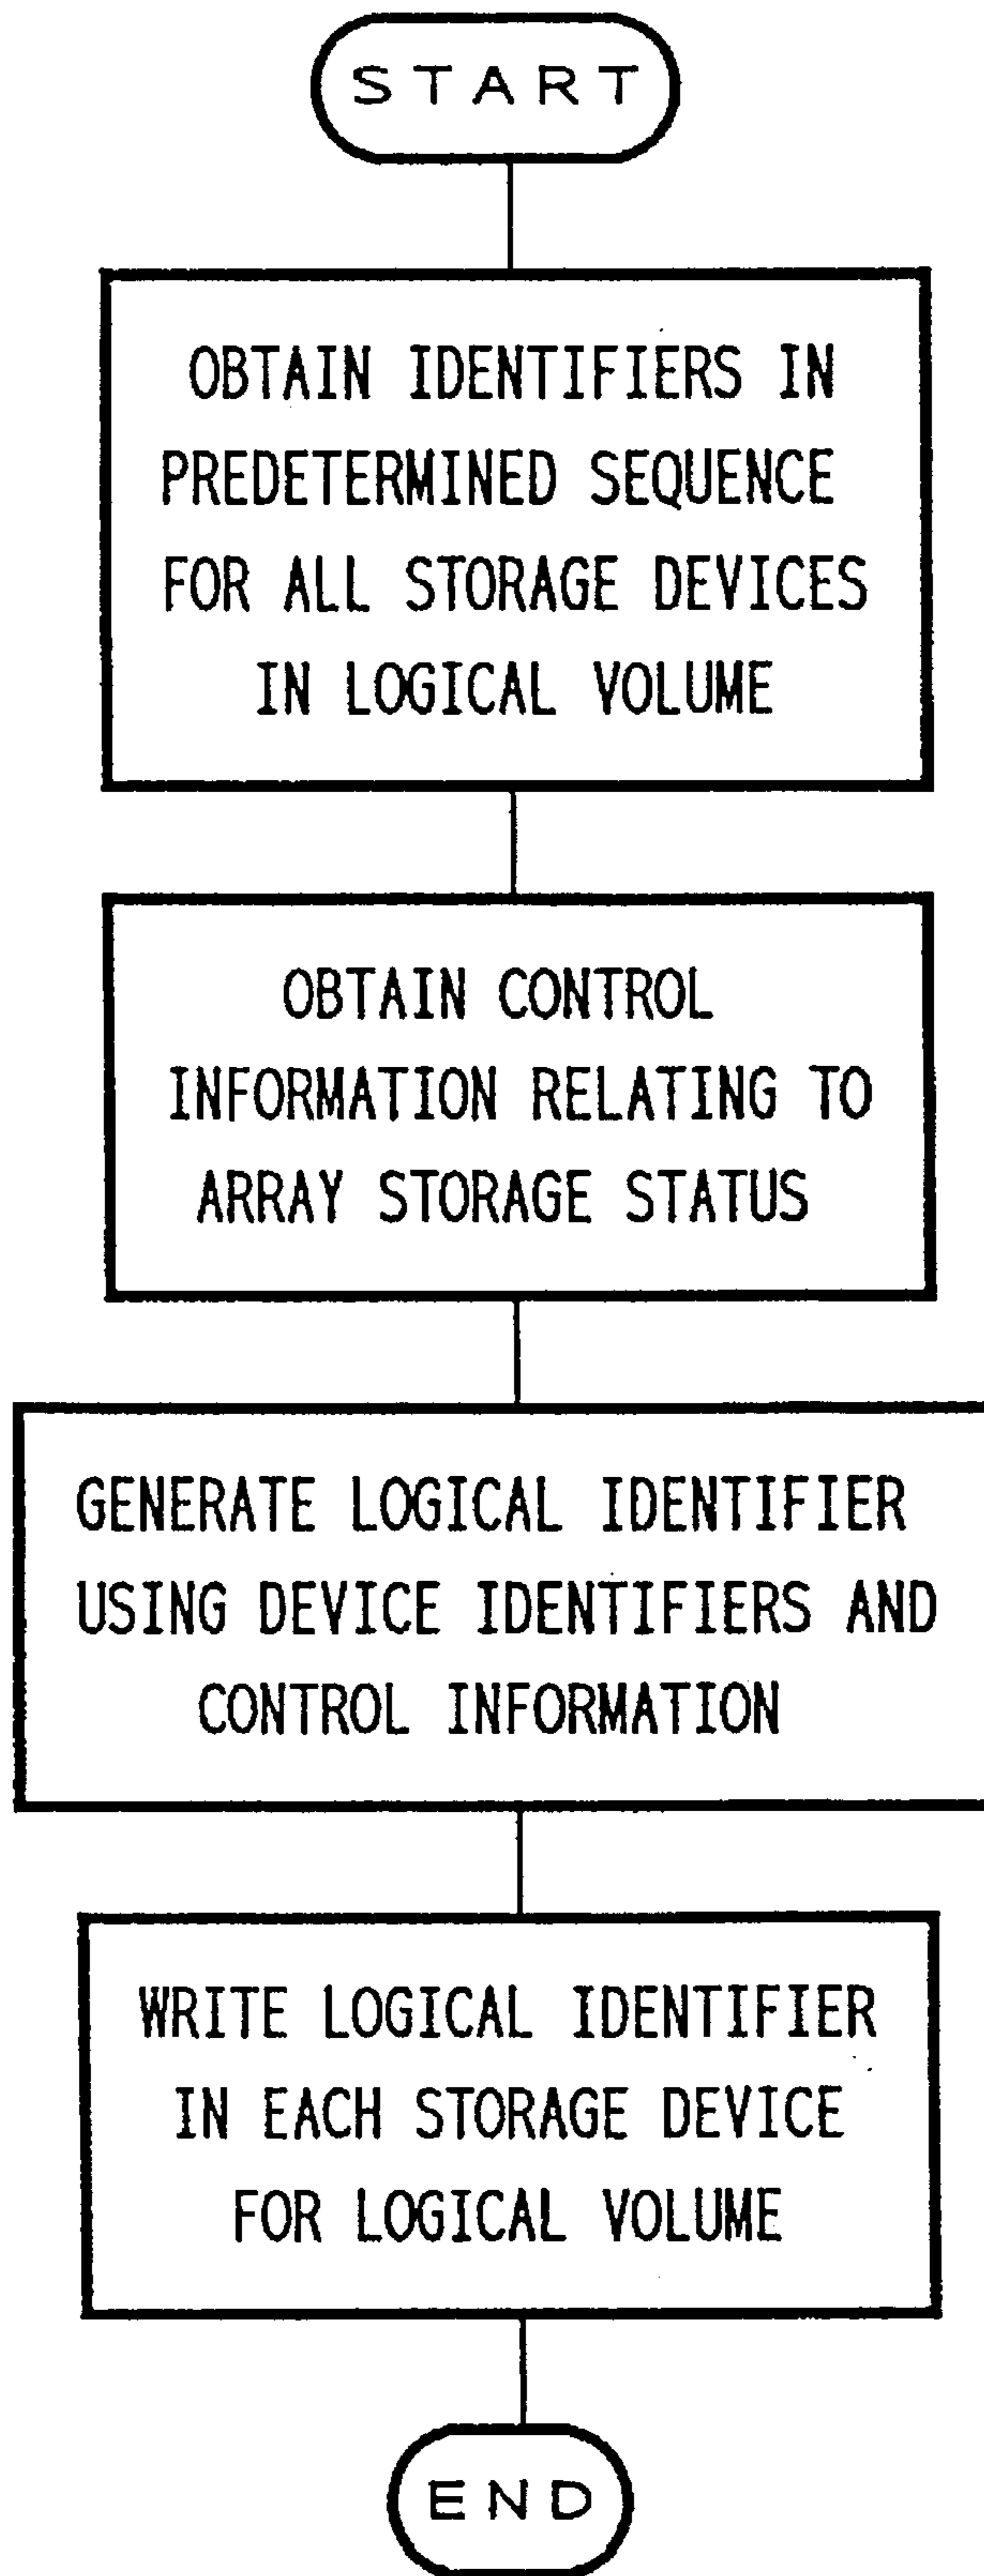 START
OBTAIN IDENTIFIERS IN
PREDETERMINED SEQUENCE
FOR ALL STORAGE DEVICES
IN LOGICAL VOLUME
OBTAIN CONTROL
INFORMATION RELATING TO
ARRAY STORAGE STATUS
GENERATE LOGICAL IDENTIFIER
USING DEVICE IDENTIFIERS AND
CONTROL INFORMATION
WRITE LOGICAL IDENTIFIER
IN EACH STORAGE DEVICE
FOR LOGICAL VOLUME
END